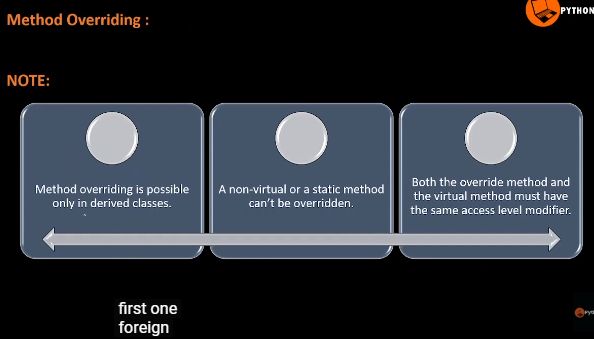 PYTHON
Method Overriding :
NOTE:
Method overriding is possible
only in derived classes.
A non-virtual or a static method
can't be overridden.
Both the override method and
the virtual method must have
the same access level modifier.
first one
foreign